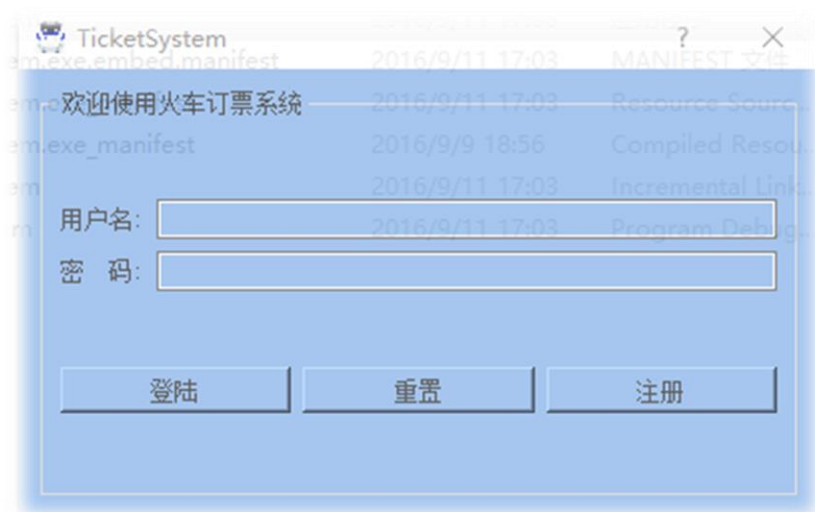 TicketSystem
?
em.exe.embed.manifest 2016/9/11 17:03 MANIFEST 文件
欢迎使用火车订票系统
2016/9/11 17:03 Resource Sourc...
em.exe_manifest 2016/9/9 18:56 Compiled Resou...
em 2016/9/11 17:03 Incremental Link...
用户名:
2016/9/11 17:03 Program Debug...
密 码:
登陆 重置 注册